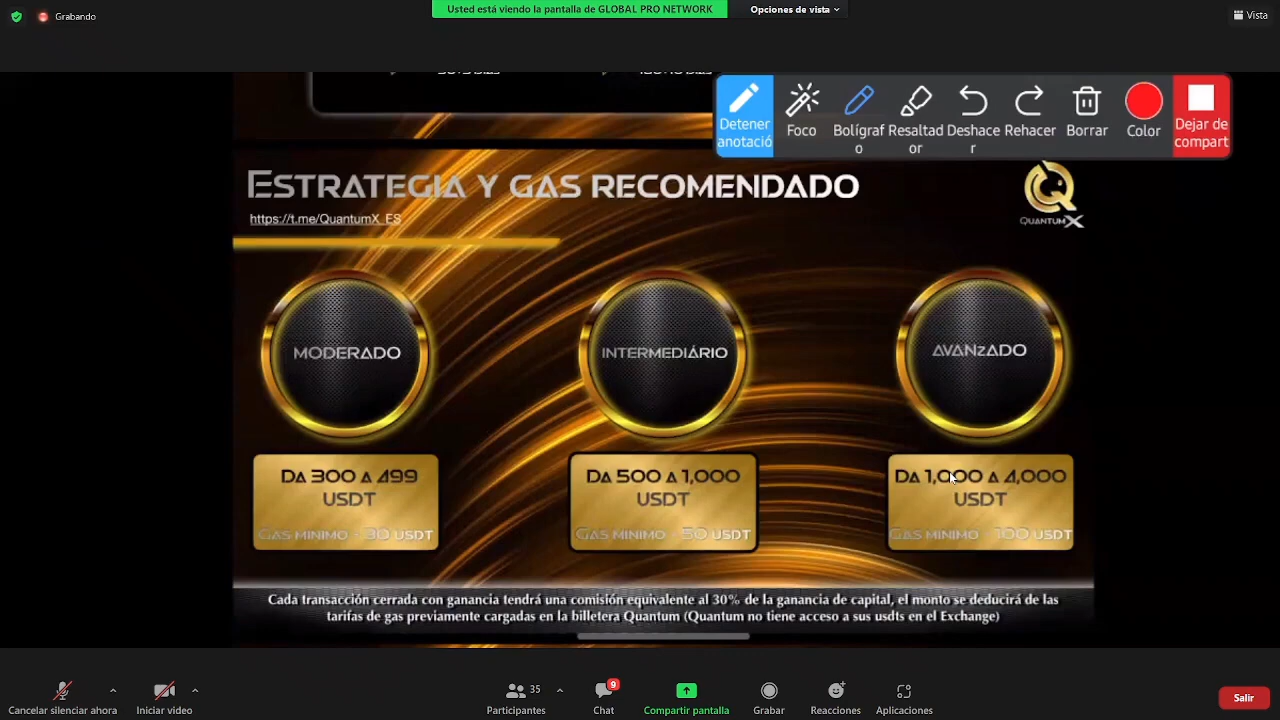 Grabando
Usted está viendo la pantalla de GLOBAL PRO NETWORK
Opciones de vista
Vista
Detener
anotació
Foco
Bolígraf
o
Resaltad
or
Deshace
r
Rehacer
Borrar
Color
Dejar de
compart
ESTRATEGIA Y GAS RECOMENDADO
https://t.me/QuantumX_ES
QUANTUMX
MODERADO
INTERMEDIÁRIO
AVANZADO
DA 300 A 499
USDT
GAS MINIMO - 30 USDT
DA 500 A 1,000
USDT
GAS MINIMO - 50 USDT
DA 1,000 A 4,000
USDT
GAS MINIMO - 100 USDT
Cada transacción cerrada con ganancia tendrá una comisión equivalente al 30% de la ganancia de capital, el monto se deducirá de las
tarifas de gas previamente cargadas en la billetera Quantum (Quantum no tiene acceso a sus usdts en el Exchange)
Cancelar silenciar ahora
Iniciar video
35
Participantes
9
Chat
Compartir pantalla
Grabar
Reacciones
Aplicaciones
Salir